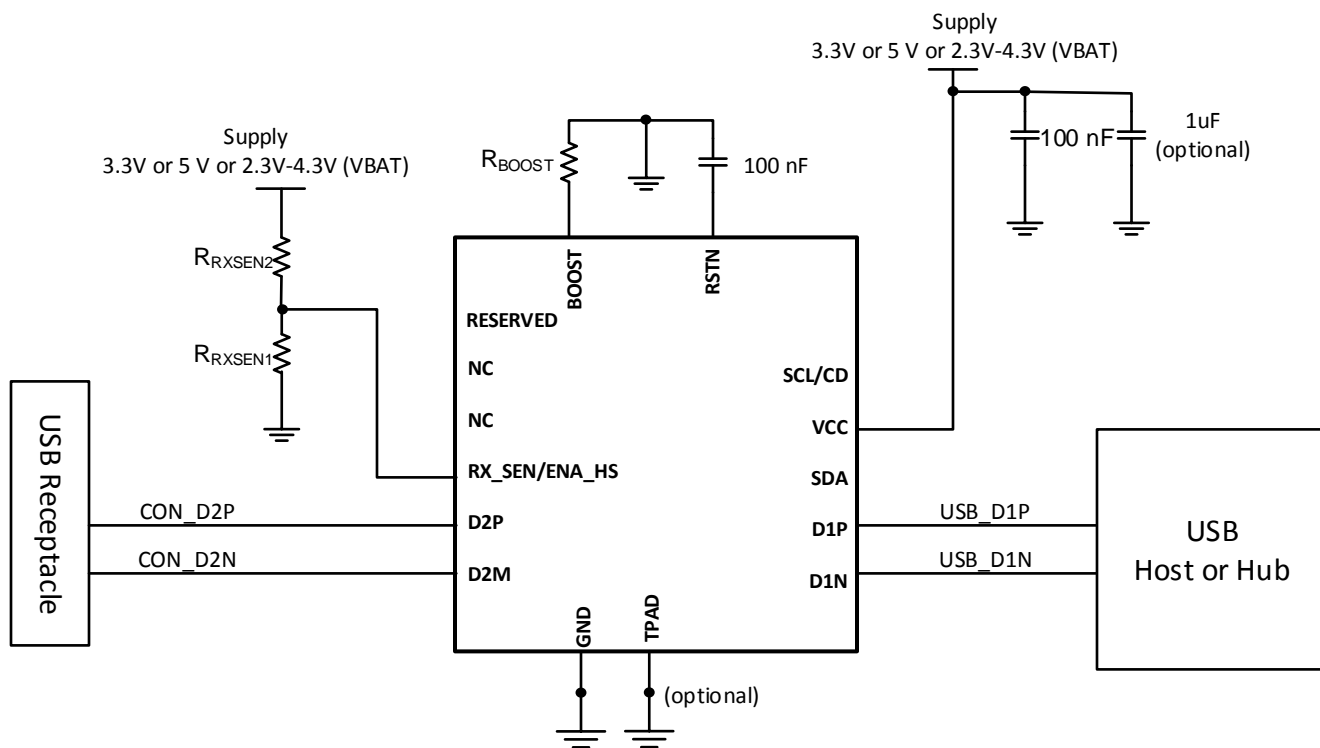 Supply
3.3V or 5 V or 2.3V-4.3V (VBAT)
Supply
3.3V or 5 V or 2.3V-4.3V (VBAT)
RBOOST
100 nF
100 nF
1uF
(optional)
RRXSEN2
RRXSEN1
BOOST
RSTN
RESERVED
NC
NC
RX_SEN/ENA_HS
D2P
D2M
SCL/CD
VCC
SDA
D1P
D1N
GND
TPAD
(optional)
USB Receptacle
CON_D2P
CON_D2N
USB_D1P
USB_D1N
USB
Host or Hub